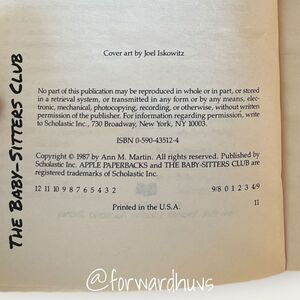 THE BABY-SITTERS CLUB
Cover art by Joel Iskowitz
No part of this publication may be reproduced in whole or in part, or stored
in a retrieval system, or transmitted in any form or by any means, elec-
tronic, mechanical, photocopying, recording, or otherwise, without written
permission of the publisher. For information regarding permission, write
to Scholastic Inc., 730 Broadway, New York, NY 10003.
ISBN 0-590-43512-4
Copyright © 1987 by Ann M. Martin. All rights reserved. Published by
Scholastic Inc. APPLE PAPERBACKS and THE BABY-SITTERS CLUB are
registered trademarks of Scholastic Inc.
12 11 10 9 8 7 6 5 4 3 2 9/8 0 1 2 3 4/9
Printed in the U.S.A. 11
@forwardhuvs